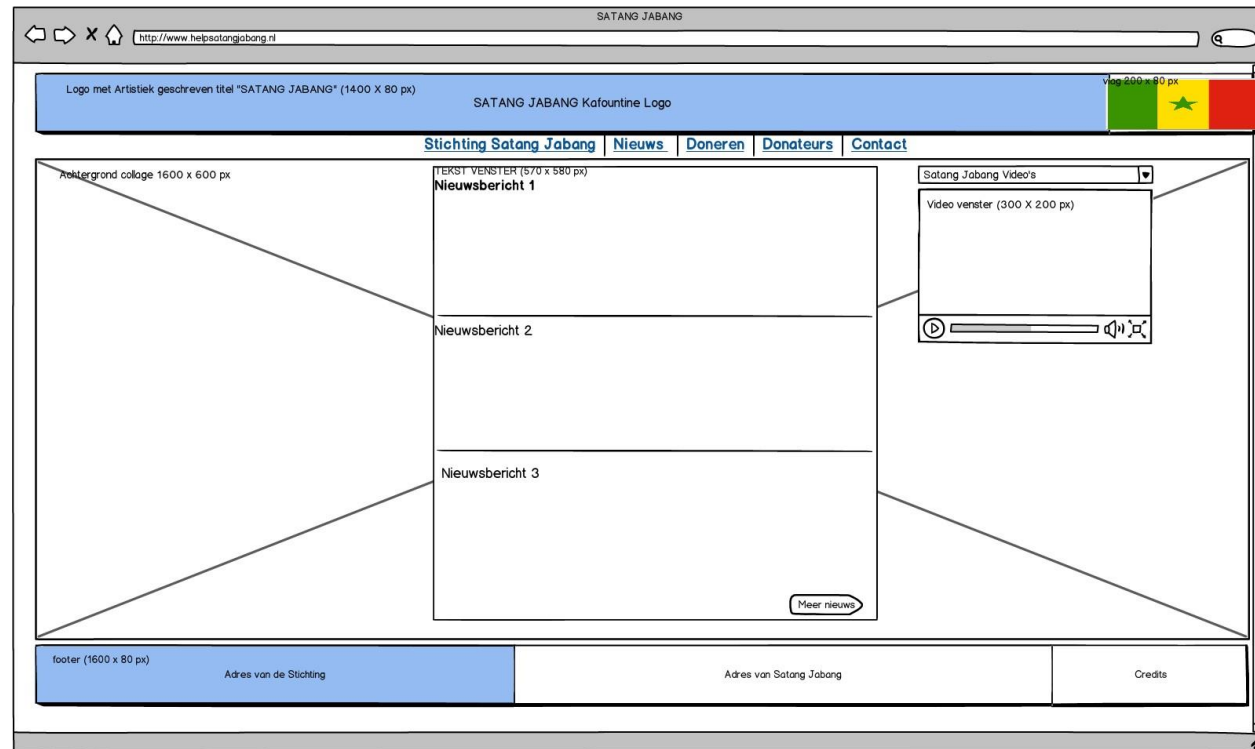 SATANG JABANG
http://www.helpsatangjabang.nl
Logo met Artistiek geschreven titel "SATANG JABANG" (1400 X 80 px)
SATANG JABANG Kafountine Logo
vlag 200 x 80 px
Stichting Satang Jabang | Nieuws | Doneren | Donateurs | Contact
Achtergrond collage 1600 x 600 px
TEKST VENSTER (570 x 580 px)
Nieuwsbericht 1
Nieuwsbericht 2
Nieuwsbericht 3
Meer nieuws
Satang Jabang Video's
Video venster (300 X 200 px)
footer (1600 x 80 px)
Adres van de Stichting
Adres van Satang Jabang
Credits